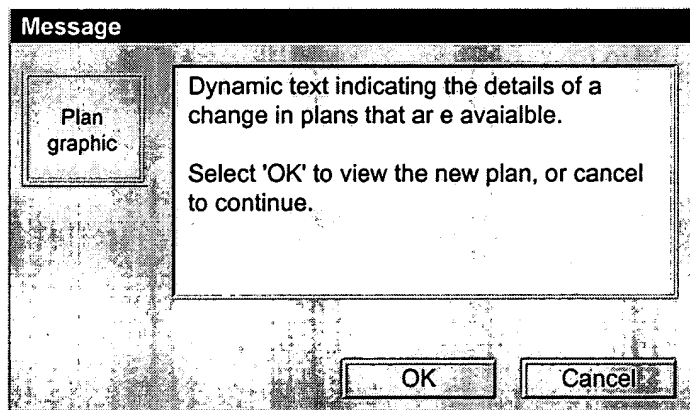 Message
Plan
graphic
Dynamic text indicating the details of a
change in plans that ar e avaialble.
Select 'OK' to view the new plan, or cancel
to continue.
OK
Cancel